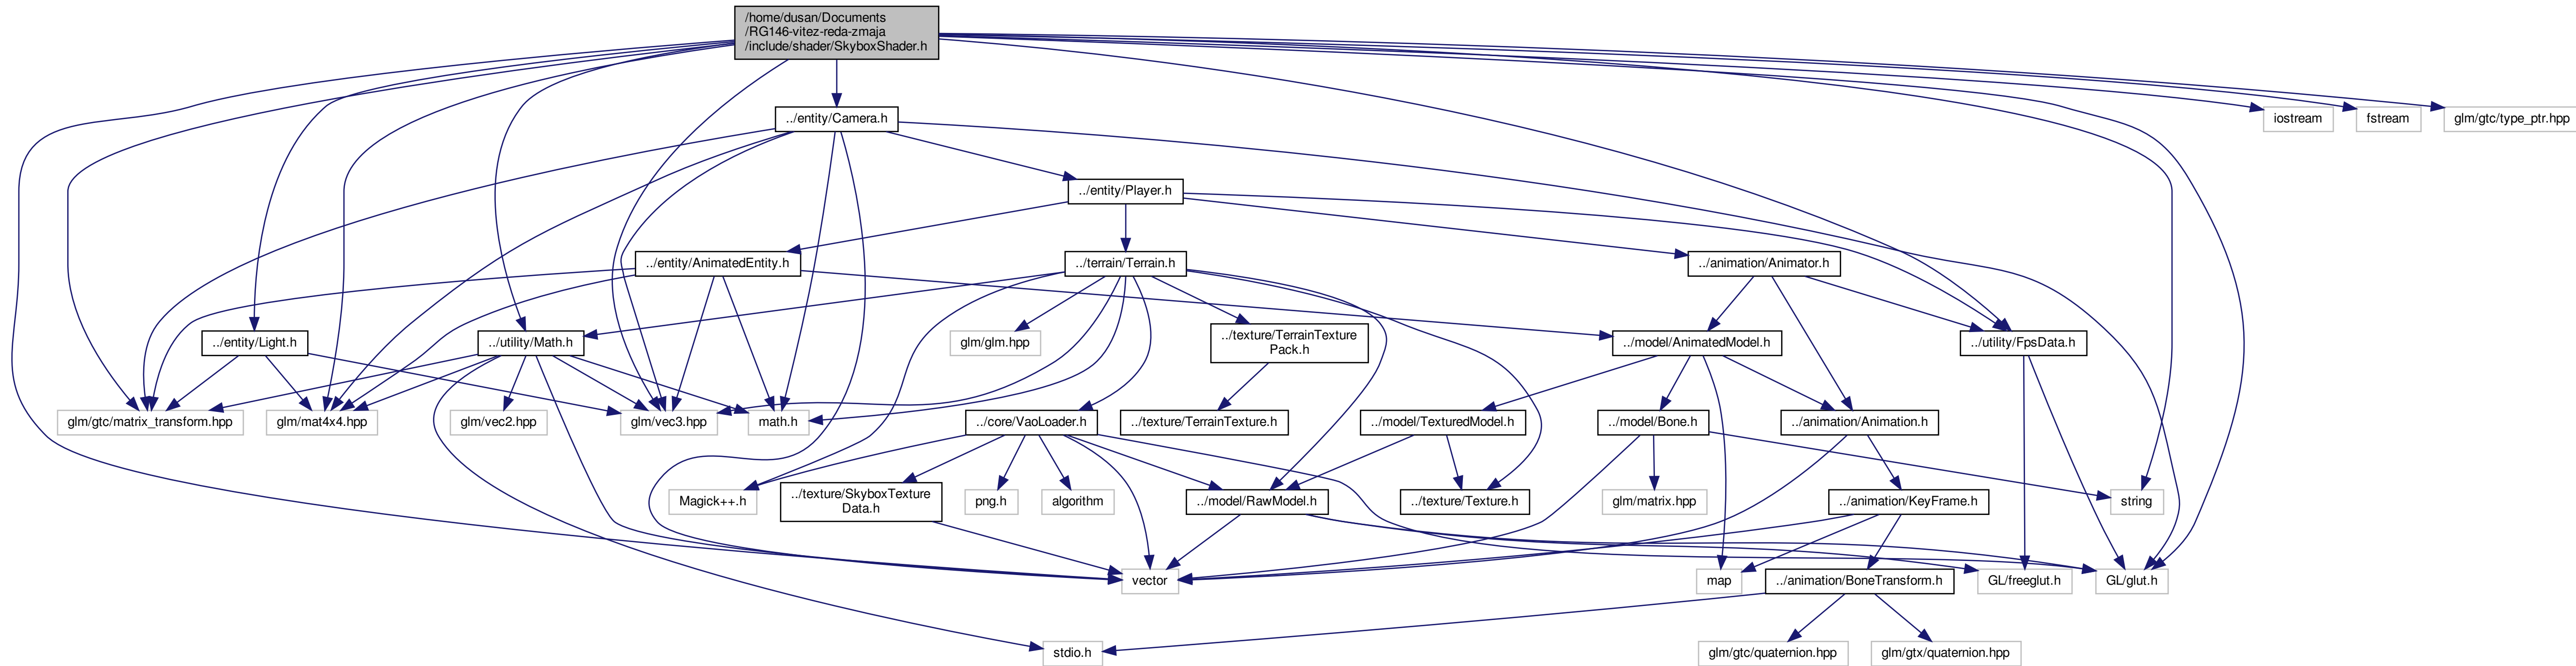 /home/dusan/Documents
/RG146-vitez-reda-zmaja
/include/shader/SkyboxShader.h
../entity/Camera.h
iostream
fstream
glm/gtc/type_ptr.hpp
../entity/Player.h
../entity/AnimatedEntity.h
../terrain/Terrain.h
../animation/Animator.h
../entity/Light.h
../utility/Math.h
glm/glm.hpp
../texture/TerrainTexture
Pack.h
../model/AnimatedModel.h
../utility/FpsData.h
glm/gtc/matrix_transform.hpp
glm/mat4x4.hpp
glm/vec2.hpp
glm/vec3.hpp
math.h
../core/VaoLoader.h
../texture/TerrainTexture.h
../model/TexturedModel.h
../model/Bone.h
../animation/Animation.h
Magick++.h
../texture/SkyboxTexture
Data.h
png.h
algorithm
../model/RawModel.h
../texture/Texture.h
glm/matrix.hpp
../animation/KeyFrame.h
string
vector
map
../animation/BoneTransform.h
GL/freeglut.h
GL/glut.h
stdio.h
glm/gtc/quaternion.hpp
glm/gtx/quaternion.hpp